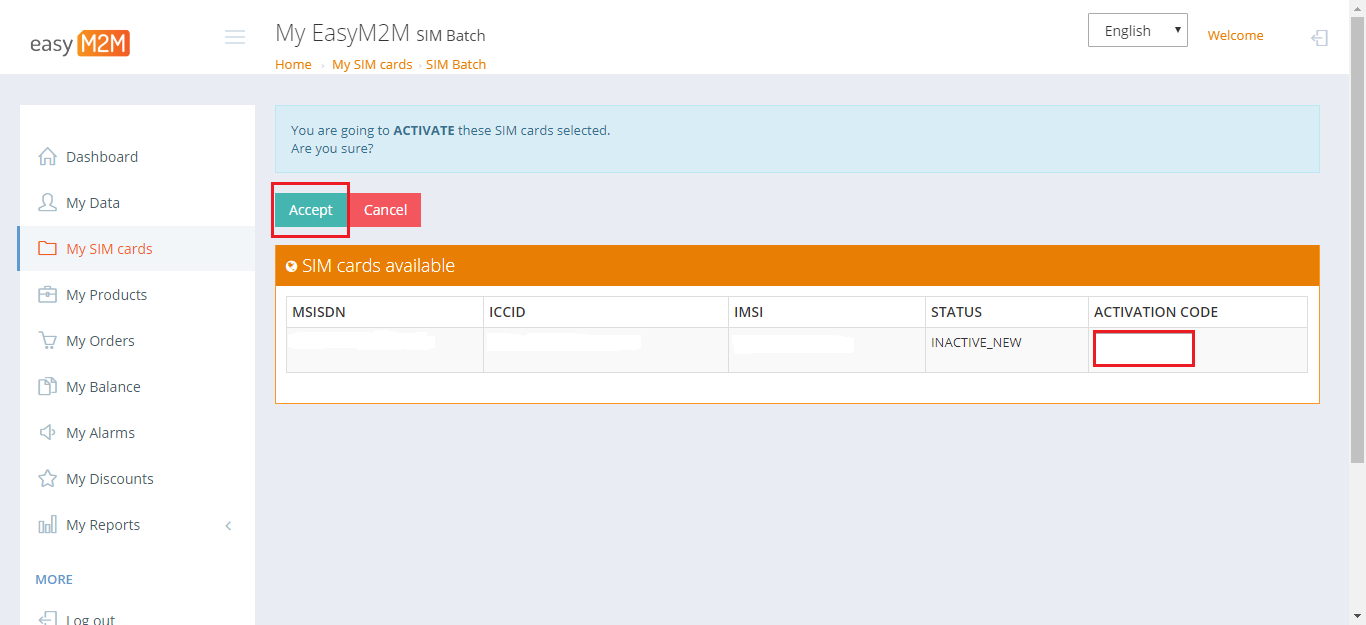 easy M2M
My EasyM2M SIM Batch
English
Welcome
Home
My SIM cards
SIM Batch
Dashboard
My Data
My SIM cards
My Products
My Orders
My Balance
My Alarms
My Discounts
My Reports
MORE
Log out
You are going to ACTIVATE these SIM cards selected.
Are you sure?
Accept
Cancel
SIM cards available
MSISDN ICCID IMSI STATUS ACTIVATION CODE
INACTIVE_NEW